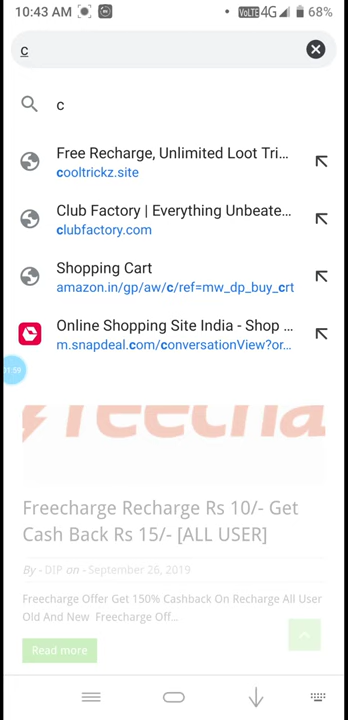 10:43 AM
VoLTE 4G 68%
c
c
Free Recharge, Unlimited Loot Tri...
cooltrickz.site
Club Factory | Everything Unbeate...
clubfactory.com
Shopping Cart
amazon.in/gp/aw/c/ref=mw_dp_buy_crt
Online Shopping Site India - Shop ...
m.snapdeal.com/conversationView?or...
01:59
Freecharge Recharge Rs 10/- Get
Cash Back Rs 15/- [ALL USER]
By - DIP on - September 26, 2019
Freecharge Offer Get 150% Cashback On Recharge All User
Old And New Freecharge Off...
Read more